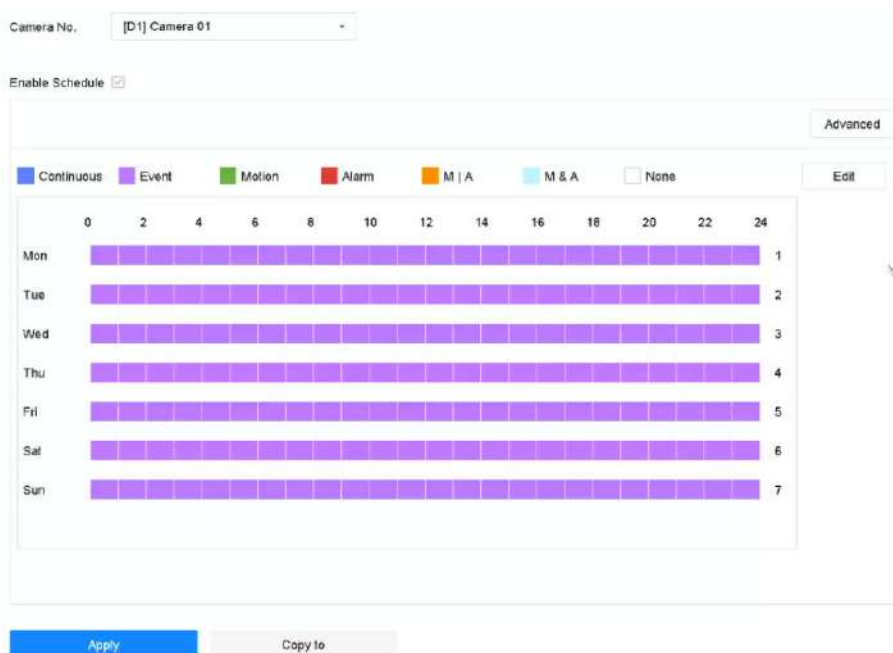 Camera No. [D1] Camera 01
Enable Schedule
Advanced
Continuous Event Motion Alarm M | A M & A None Edit
0 2 4 6 8 10 12 14 16 18 20 22 24
Mon 1
Tue 2
Wed 3
Thu 4
Fri 5
Sat 6
Sun 7
Apply Copy to